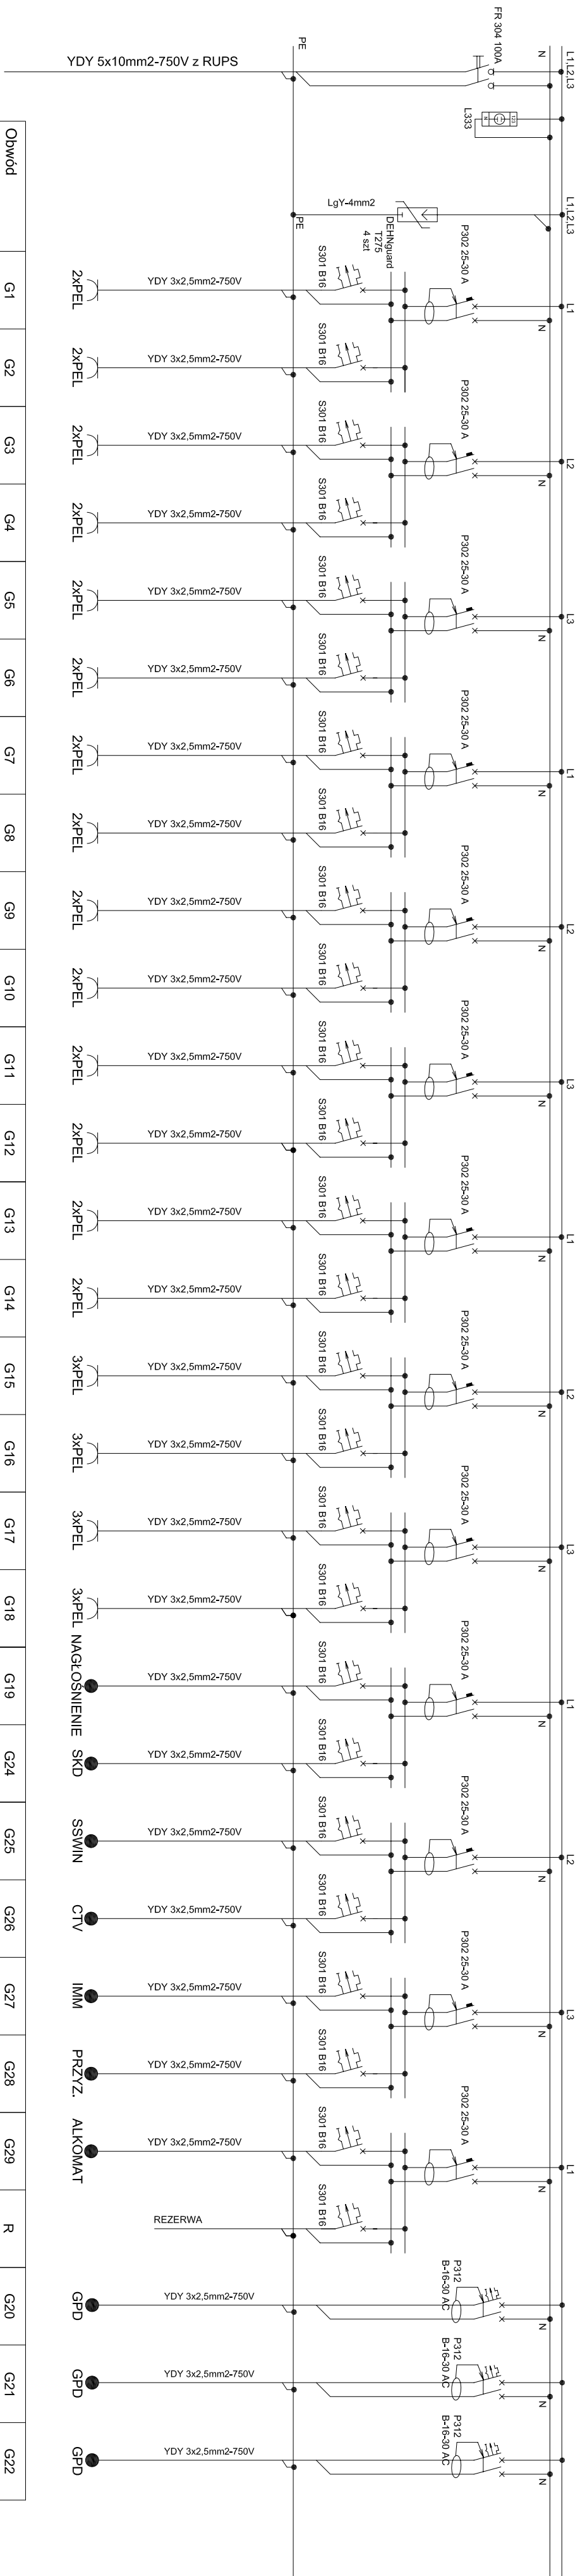 L1,L2,L3
N
FR 304 100A
PE
YDY 5x10mm2-750V z RUPS
L333
L1,L2,L3
LgY-4mm2
DEHNguard
T275
4 szt
PE
Obwód
L1
N
P302 25-30 A
S301 B16
YDY 3x2,5mm2-750V
2xPEL
G1
S301 B16
YDY 3x2,5mm2-750V
2xPEL
G2
L2
N
P302 25-30 A
S301 B16
YDY 3x2,5mm2-750V
2xPEL
G3
S301 B16
YDY 3x2,5mm2-750V
2xPEL
G4
L3
N
P302 25-30 A
S301 B16
YDY 3x2,5mm2-750V
2xPEL
G5
S301 B16
YDY 3x2,5mm2-750V
2xPEL
G6
L1
N
P302 25-30 A
S301 B16
YDY 3x2,5mm2-750V
2xPEL
G7
S301 B16
YDY 3x2,5mm2-750V
2xPEL
G8
L2
N
P302 25-30 A
S301 B16
YDY 3x2,5mm2-750V
2xPEL
G9
S301 B16
YDY 3x2,5mm2-750V
2xPEL
G10
L3
N
P302 25-30 A
S301 B16
YDY 3x2,5mm2-750V
2xPEL
G11
S301 B16
YDY 3x2,5mm2-750V
2xPEL
G12
L1
N
P302 25-30 A
S301 B16
YDY 3x2,5mm2-750V
2xPEL
G13
S301 B16
YDY 3x2,5mm2-750V
2xPEL
G14
L2
N
P302 25-30 A
S301 B16
YDY 3x2,5mm2-750V
3xPEL
G15
S301 B16
YDY 3x2,5mm2-750V
3xPEL
G16
L3
N
P302 25-30 A
S301 B16
YDY 3x2,5mm2-750V
3xPEL
G17
S301 B16
YDY 3x2,5mm2-750V
3xPEL
G18
L1
N
P302 25-30 A
S301 B16
YDY 3x2,5mm2-750V
NAGŁOŚNIENIE
G19
S301 B16
YDY 3x2,5mm2-750V
SKD
G24
L2
N
P302 25-30 A
S301 B16
YDY 3x2,5mm2-750V
SSWIN
G25
S301 B16
YDY 3x2,5mm2-750V
CTV
G26
L3
N
P302 25-30 A
S301 B16
YDY 3x2,5mm2-750V
IMM
G27
S301 B16
YDY 3x2,5mm2-750V
PRZYZ.
G28
L1
N
P302 25-30 A
S301 B16
YDY 3x2,5mm2-750V
ALKOMAT
G29
S301 B16
REZERWA
R
N
P312
B-16-30 AC
YDY 3x2,5mm2-750V
GPD
G20
N
P312
B-16-30 AC
YDY 3x2,5mm2-750V
GPD
G21
N
P312
B-16-30 AC
YDY 3x2,5mm2-750V
GPD
G22